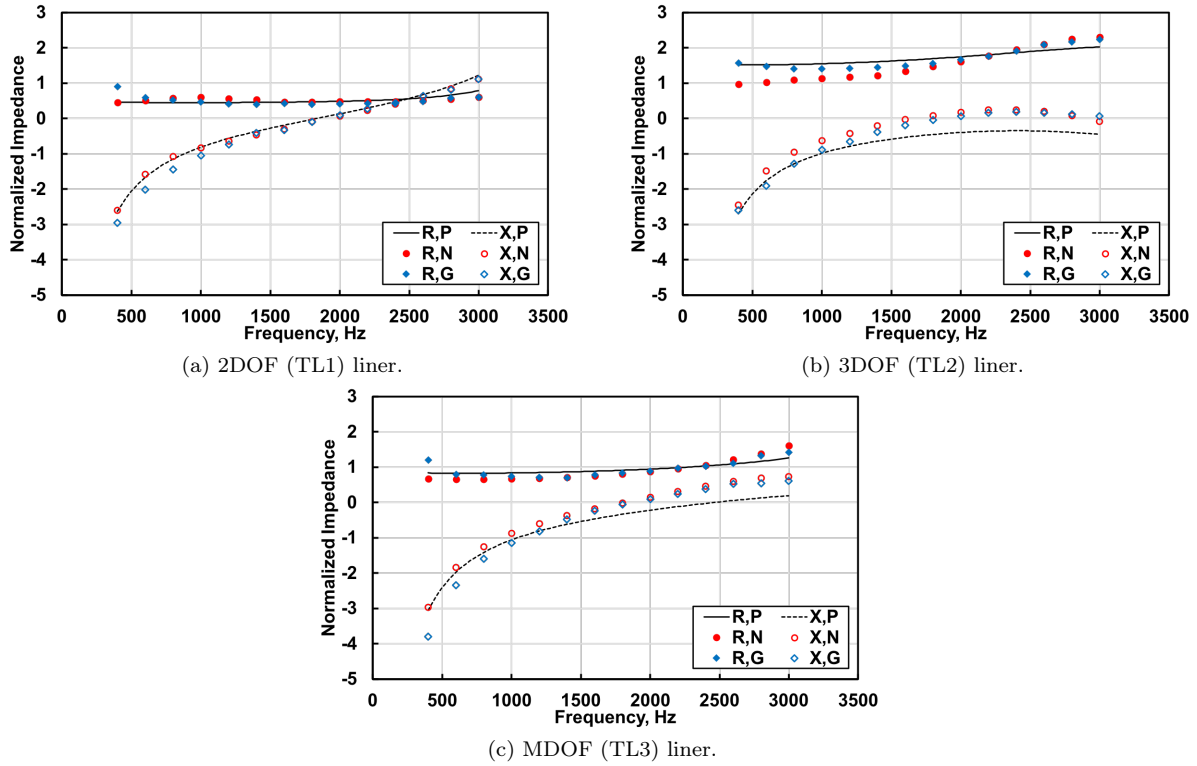 3
2
1
0
-1
-2
-3
-4
-5
Normalized Impedance
R,P X,P
R,N X,N
R,G X,G
0 500 1000 1500 2000 2500 3000 3500
Frequency, Hz
(a) 2DOF (TL1) liner.
3
2
1
0
-1
-2
-3
-4
-5
Normalized Impedance
R,P X,P
R,N X,N
R,G X,G
0 500 1000 1500 2000 2500 3000 3500
Frequency, Hz
(b) 3DOF (TL2) liner.
3
2
1
0
-1
-2
-3
-4
-5
Normalized Impedance
R,P X,P
R,N X,N
R,G X,G
0 500 1000 1500 2000 2500 3000 3500
Frequency, Hz
(c) MDOF (TL3) liner.